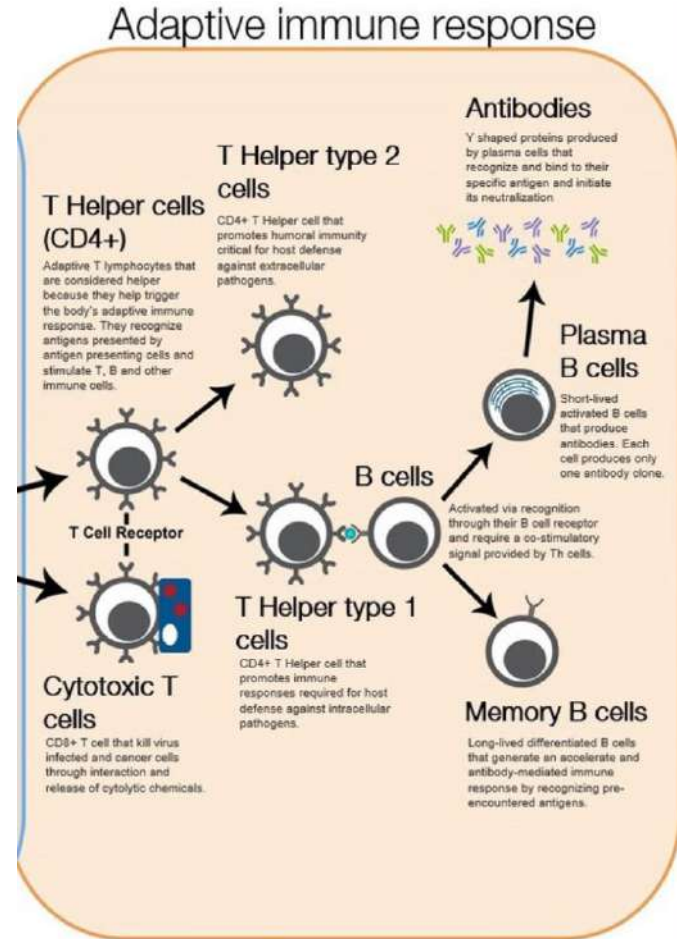 Adaptive immune response
Antibodies
Y shaped proteins produced
by plasma cells that
recognize and bind to their
specific antigen and initiate
its neutralization
T Helper type 2
cells
CD4+ T Helper cell that
promotes humoral immunity
critical for host defense
against extracellular
pathogens.
T Helper cells
(CD4+)
Adaptive T lymphocytes that
are considered helper
because they help trigger
the body's adaptive immune
response. They recognize
antigens presented by
antigen presenting cells and
stimulate T, B and other
immune cells.
Plasma
B cells
Short-lived
activated B cells
that produce
antibodies. Each
cell produces only
one antibody clone.
B cells
Activated via recognition
through their B cell receptor
and require a co-stimulatory
signal provided by Th cells.
T Cell Receptor
T Helper type 1
cells
CD4+ T Helper cell that
promotes immune
responses required for host
defense against intracellular
pathogens.
Cytotoxic T
cells
CD8+ T cell that kill virus
infected and cancer cells
through interaction and
release of cytolytic chemicals.
Memory B cells
Long-lived differentiated B cells
that generate an accelerate and
antibody-mediated immune
response by recognizing pre-
encountered antigens.